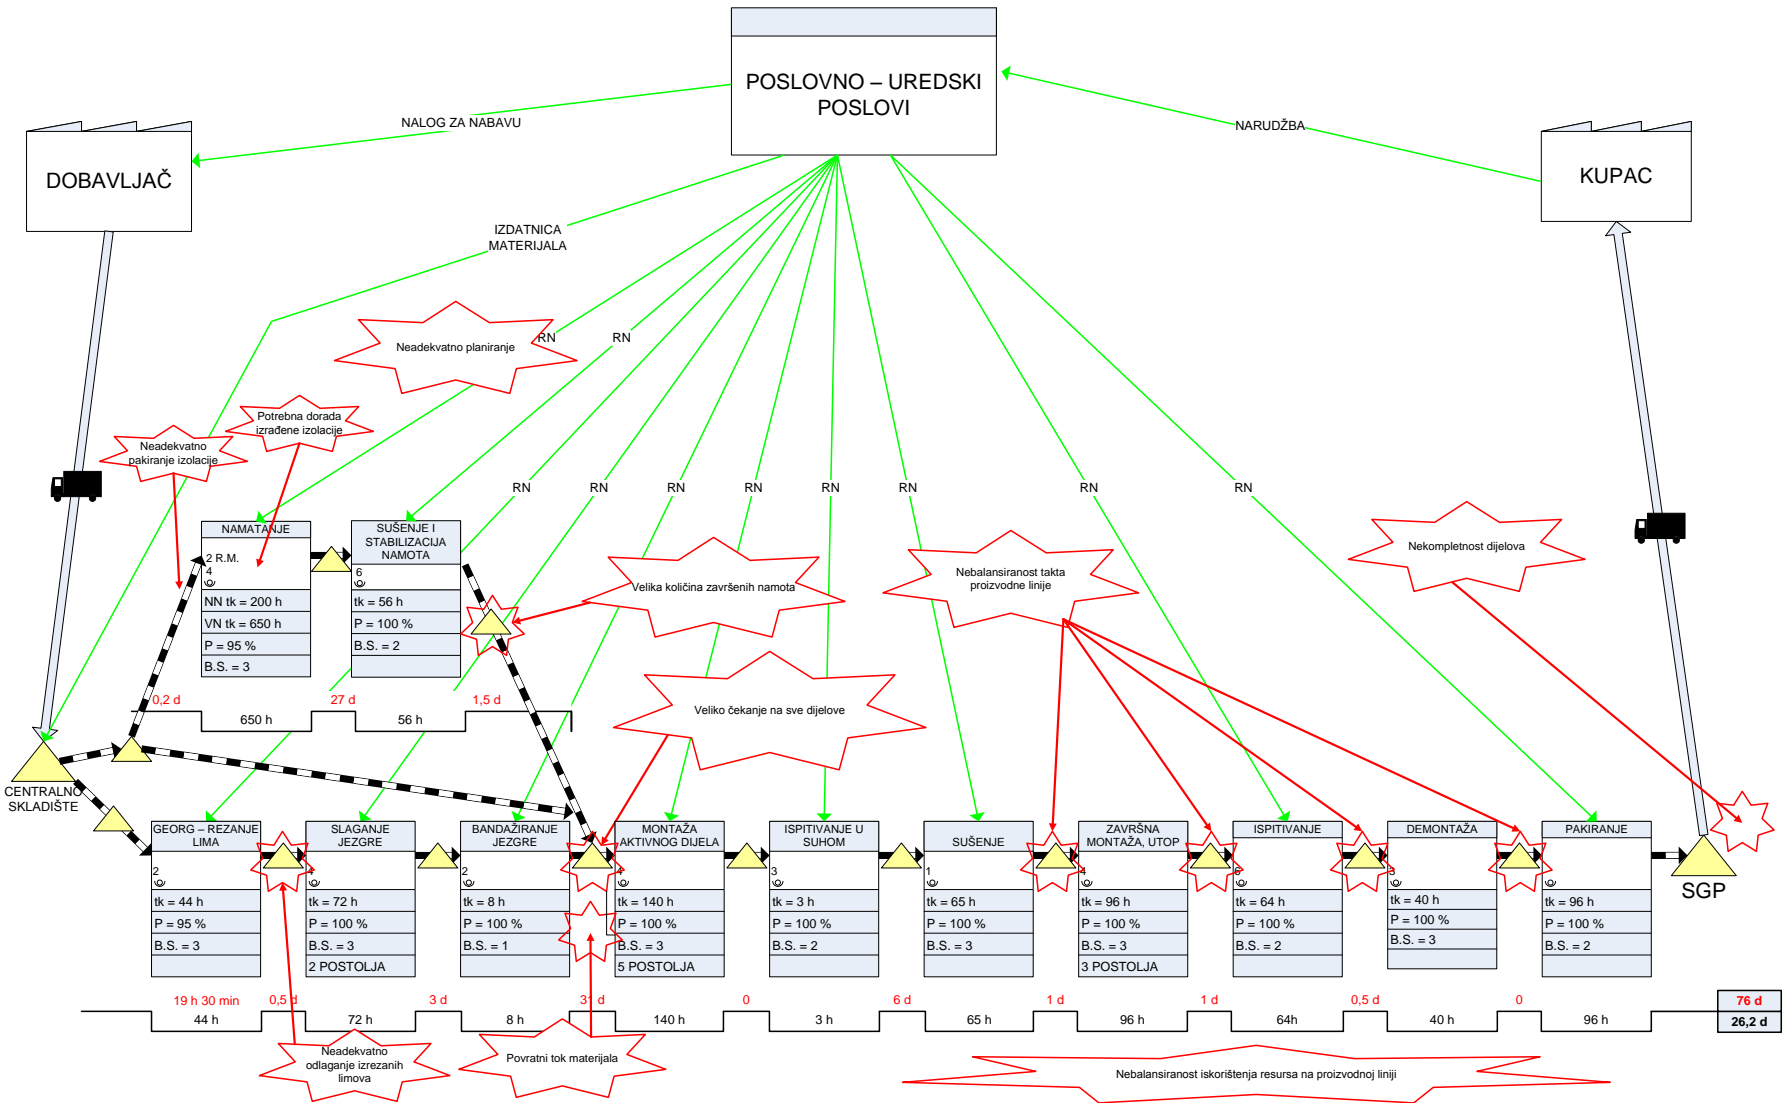 POSLOVNO – UREDSKI
POSLOVI
NALOG ZA NABAVU
NARUDŽBA
DOBAVLJAČ
KUPAC
IZDATNICA
MATERIJALA
Neadekvatno planiranje
RN
RN
Potrebna dorada
izrađene izolacije
Neadekvatno
pakiranje izolacije
RN
RN
RN
RN
RN
RN
RN
RN
NAMATANJE
2 R.M.
4
NN tk = 200 h
VN tk = 650 h
P = 95 %
B.S. = 3
SUŠENJE I
STABILIZACIJA
NAMOTA
6
tk = 56 h
P = 100 %
B.S. = 2
Velika količina završenih namota
Nebalansiranost takta
proizvodne linije
Nekompletnost dijelova
Veliko čekanje na sve dijelove
0,2 d
27 d
1,5 d
650 h
56 h
CENTRALNO
SKLADIŠTE
GEORG – REZANJE
LIMA
2
tk = 44 h
P = 95 %
B.S. = 3
SLAGANJE
JEZGRE
4
tk = 72 h
P = 100 %
B.S. = 3
2 POSTOLJA
BANDAŽIRANJE
JEZGRE
2
tk = 8 h
P = 100 %
B.S. = 1
MONTAŽA
AKTIVNOG DIJELA
4
tk = 140 h
P = 100 %
B.S. = 3
5 POSTOLJA
ISPITIVANJE U
SUHOM
3
tk = 3 h
P = 100 %
B.S. = 2
SUŠENJE
1
tk = 65 h
P = 100 %
B.S. = 3
ZAVRŠNA
MONTAŽA, UTOP
4
tk = 96 h
P = 100 %
B.S. = 3
3 POSTOLJA
ISPITIVANJE
6
tk = 64 h
P = 100 %
B.S. = 2
DEMONTAŽA
3
tk = 40 h
P = 100 %
B.S. = 3
PAKIRANJE
tk = 96 h
P = 100 %
B.S. = 2
SGP
19 h 30 min
0,5 d
3 d
31 d
0
6 d
1 d
1 d
0,5 d
0
76 d
44 h
72 h
8 h
140 h
3 h
65 h
96 h
64h
40 h
96 h
26,2 d
Neadekvatno
odlaganje izrezanih
limova
Povratni tok materijala
Nebalansiranost iskorištenja resursa na proizvodnoj liniji